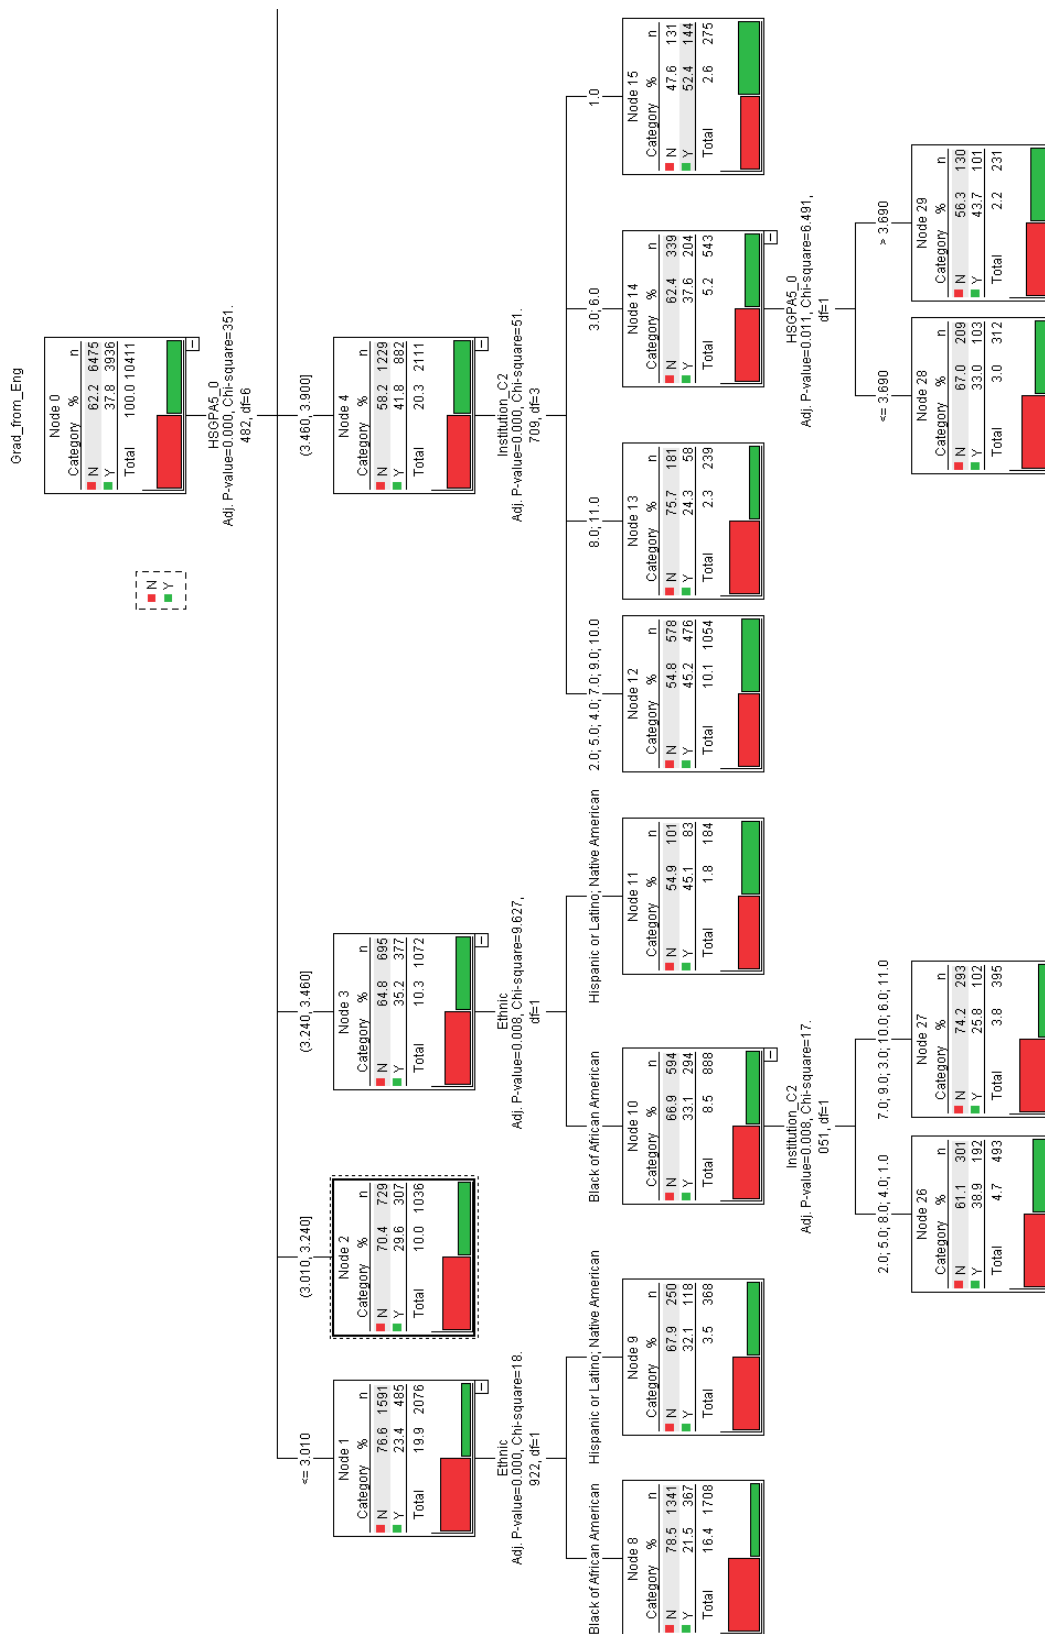 Grad_from_Eng
Node 0
Category % n
N 62.2 6475
Y 37.8 3936
Total 100.0 10411
N
Y
HSGPA5_0
Adj. P-value=0.000, Chi-square=351.
482, df=6
<= 3.010
Node 1
Category % n
N 76.6 1591
Y 23.4 485
Total 19.9 2076
Ethnic
Adj. P-value=0.000, Chi-square=18.
922, df=1
(3.010, 3.240]
Node 2
Category % n
N 70.4 729
Y 29.6 307
Total 10.0 1036
(3.240, 3.460]
Node 3
Category % n
N 64.8 695
Y 35.2 377
Total 10.3 1072
Ethnic
Adj. P-value=0.008, Chi-square=9.627,
df=1
(3.460, 3.900]
Node 4
Category % n
N 58.2 1229
Y 41.8 882
Total 20.3 2111
Institution_C2
Adj. P-value=0.000, Chi-square=51.
709, df=3
Black of African American
Node 8
Category % n
N 78.5 1341
Y 21.5 367
Total 16.4 1708
Hispanic or Latino; Native American
Node 9
Category % n
N 67.9 250
Y 32.1 118
Total 3.5 368
Black of African American
Node 10
Category % n
N 66.9 594
Y 33.1 294
Total 8.5 888
Institution_C2
Adj. P-value=0.008, Chi-square=17.
051, df=1
Hispanic or Latino; Native American
Node 11
Category % n
N 54.9 101
Y 45.1 83
Total 1.8 184
2.0; 5.0; 4.0; 7.0; 9.0; 10.0
Node 12
Category % n
N 54.8 578
Y 45.2 476
Total 10.1 1054
8.0; 11.0
Node 13
Category % n
N 75.7 181
Y 24.3 58
Total 2.3 239
3.0; 6.0
Node 14
Category % n
N 62.4 339
Y 37.6 204
Total 5.2 543
HSGPA5_0
Adj. P-value=0.011, Chi-square=6.491,
df=1
1.0
Node 15
Category % n
N 47.6 131
Y 52.4 144
Total 2.6 275
2.0; 5.0; 8.0; 4.0; 1.0
Node 26
Category % n
N 61.1 301
Y 38.9 192
Total 4.7 493
7.0; 9.0; 3.0; 10.0; 6.0; 11.0
Node 27
Category % n
N 74.2 293
Y 25.8 102
Total 3.8 395
<= 3.690
Node 28
Category % n
N 67.0 209
Y 33.0 103
Total 3.0 312
> 3.690
Node 29
Category % n
N 56.3 130
Y 43.7 101
Total 2.2 231